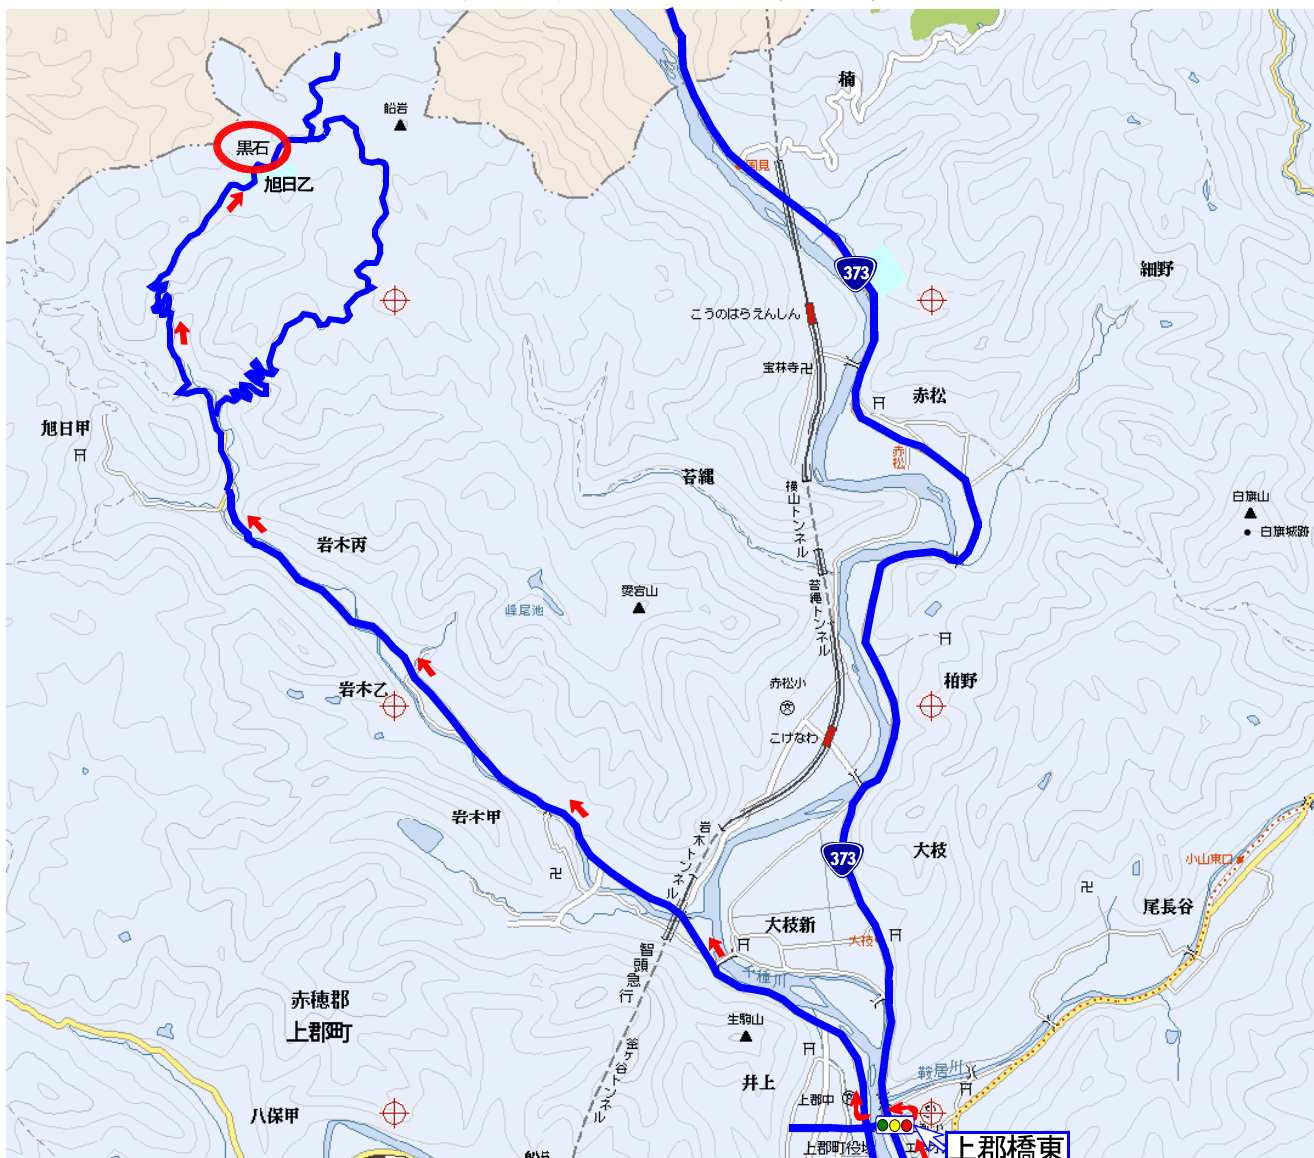 楠
船岩
国見
黒石
旭日乙
細野
373
こうのはらえんしん
宝林寺
赤松
旭日甲
赤松
苔縄
横山トンネル
白旗山
白旗城跡
岩木丙
苔縄トンネル
愛宕山
峰尾池
岩木乙
赤松小
柏野
こけなわ
岩木甲
岩木トンネル
373
大枝
小山東口
尾長谷
大枝新
大枝
智頭急行
千種川
赤穂郡
上郡町
生駒山
釜ヶ谷トンネル
鞍居川
井上
八保甲
上郡中
上郡橋東
上郡町役場